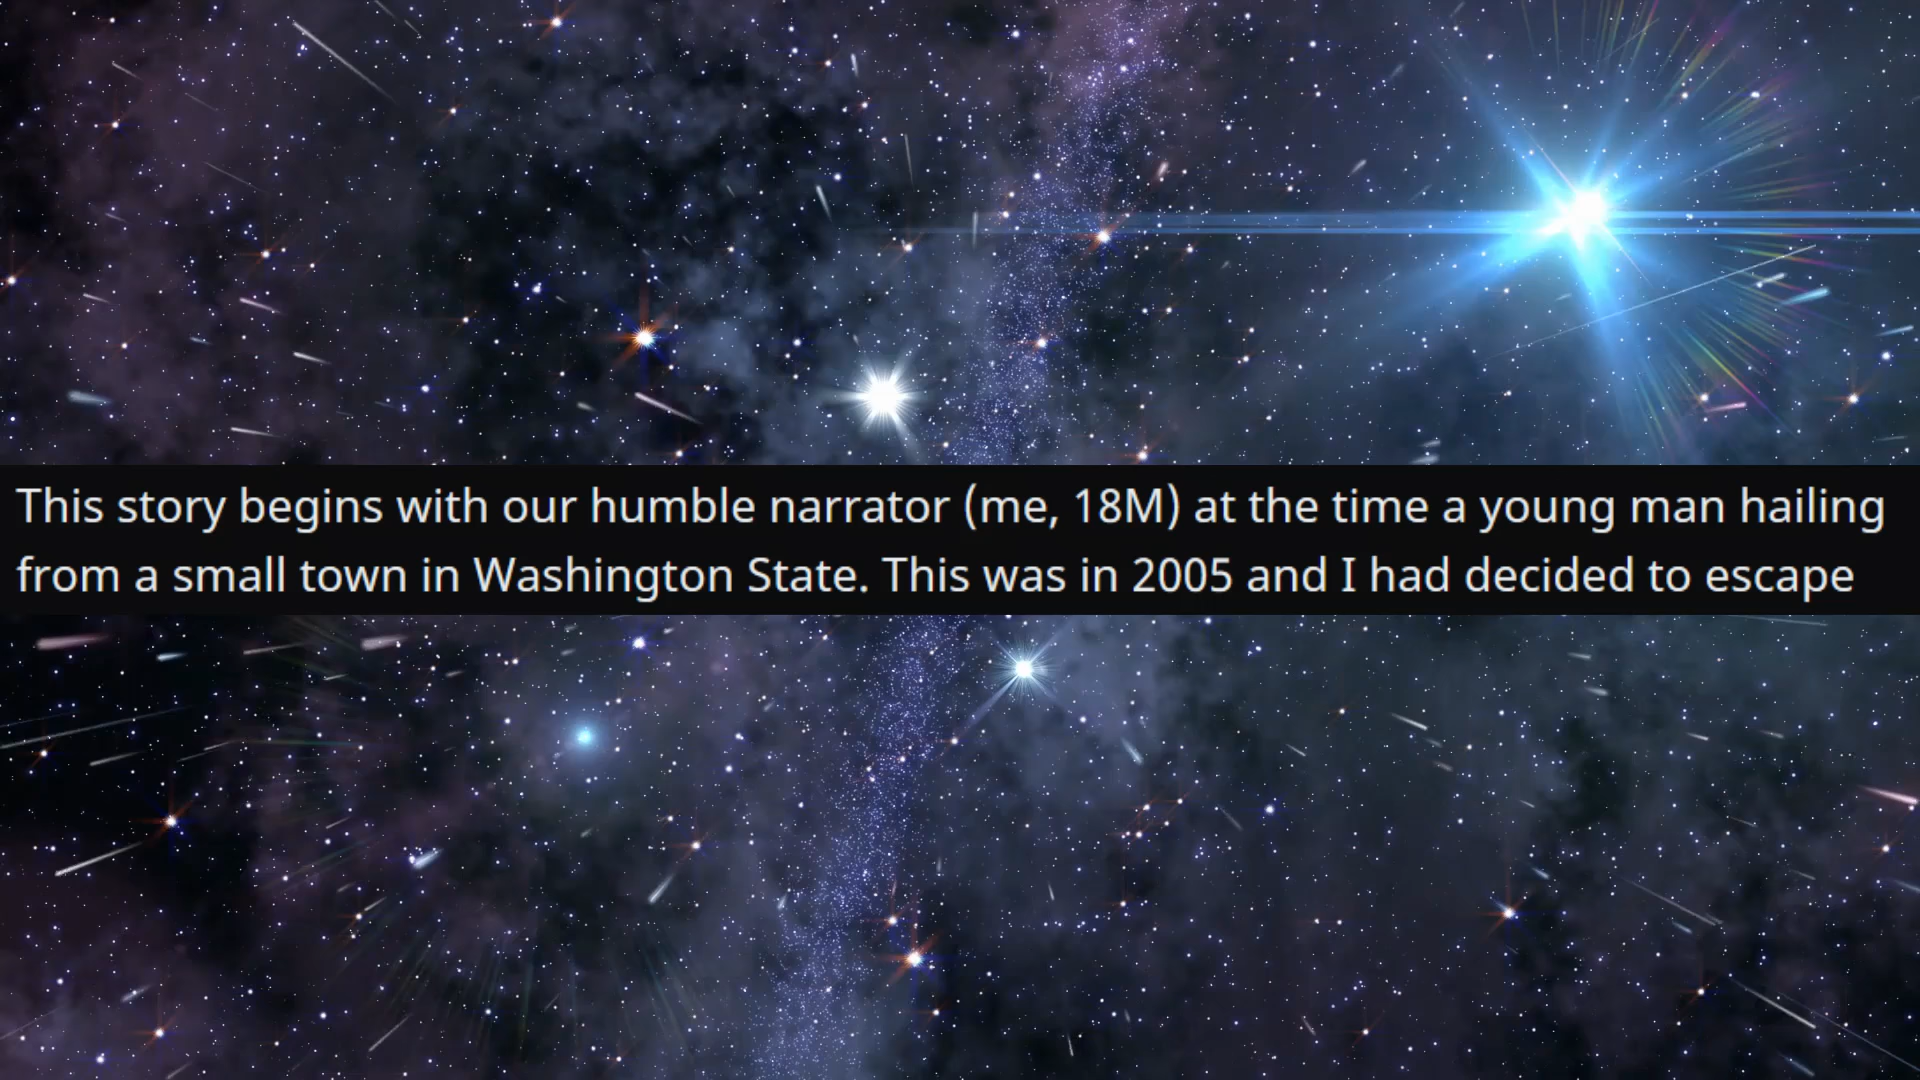 This story begins with our humble narrator (me, 18M) at the time a young man hailing
from a small town in Washington State. This was in 2005 and I had decided to escape